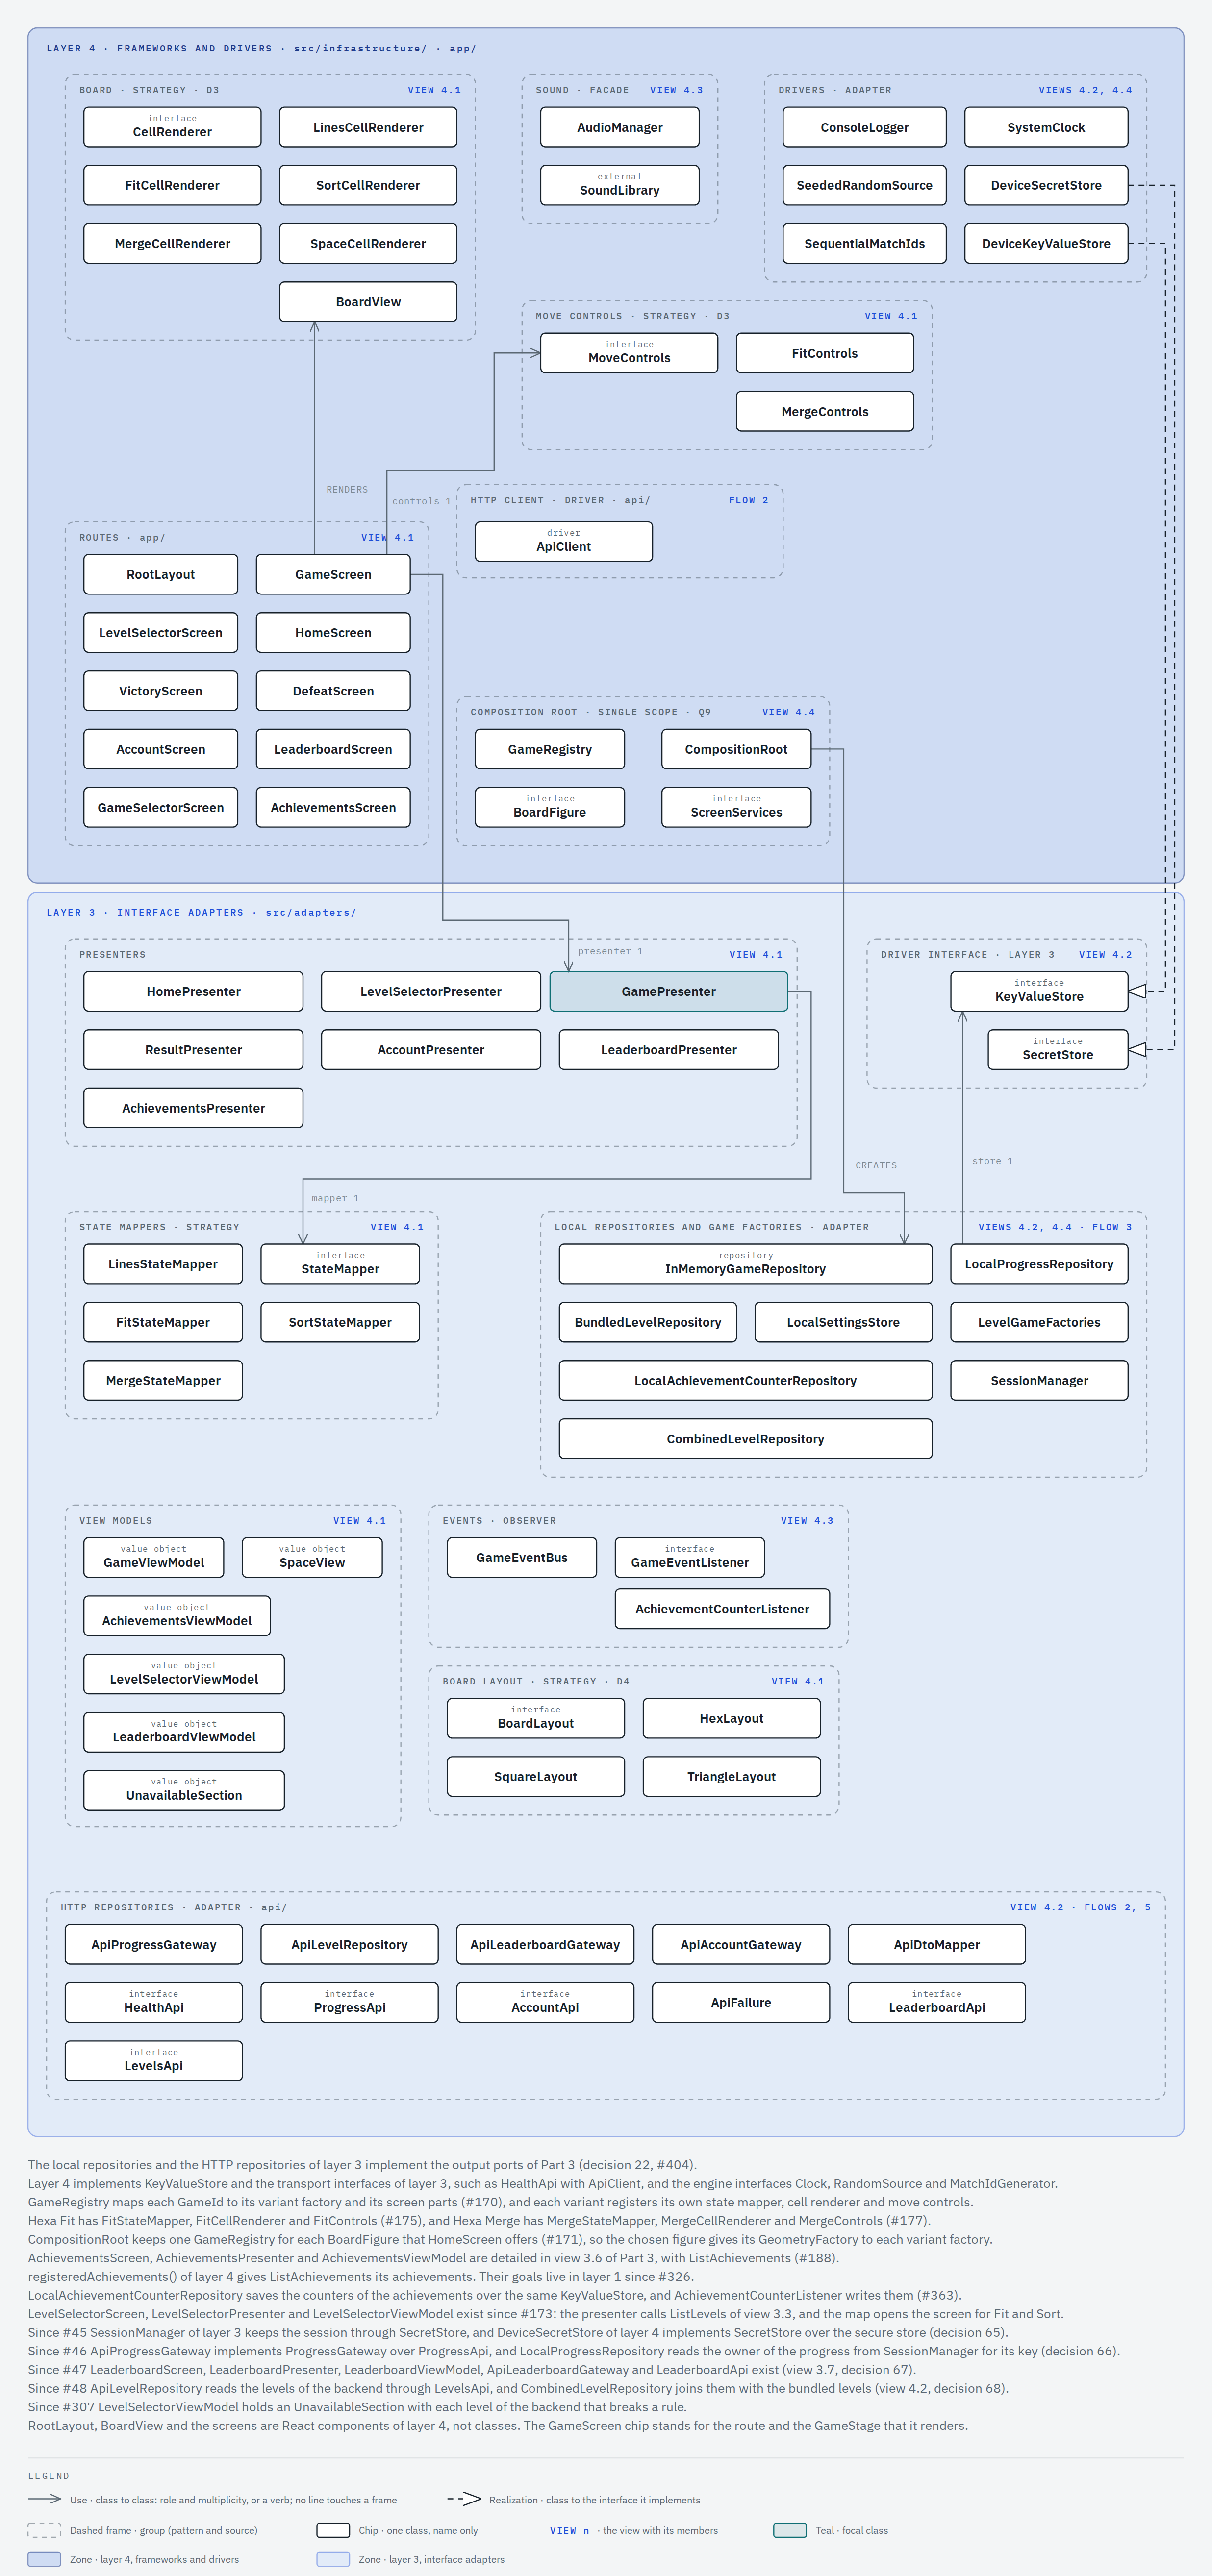 LAYER 4 · FRAMEWORKS AND DRIVERS · src/infrastructure/ · app/
BOARD · STRATEGY · D3
VIEW 4.1
interface
CellRenderer
LinesCellRenderer
FitCellRenderer
SortCellRenderer
MergeCellRenderer
SpaceCellRenderer
BoardView
SOUND · FACADE
VIEW 4.3
AudioManager
external
SoundLibrary
DRIVERS · ADAPTER
VIEWS 4.2, 4.4
ConsoleLogger
SystemClock
SeededRandomSource
DeviceSecretStore
SequentialMatchIds
DeviceKeyValueStore
MOVE CONTROLS · STRATEGY · D3
VIEW 4.1
interface
MoveControls
FitControls
MergeControls
RENDERS
controls 1
HTTP CLIENT · DRIVER · api/
FLOW 2
driver
ApiClient
ROUTES · app/
VIEW 4.1
RootLayout
GameScreen
LevelSelectorScreen
HomeScreen
VictoryScreen
DefeatScreen
AccountScreen
LeaderboardScreen
GameSelectorScreen
AchievementsScreen
COMPOSITION ROOT · SINGLE SCOPE · Q9
VIEW 4.4
GameRegistry
CompositionRoot
interface
BoardFigure
interface
ScreenServices
LAYER 3 · INTERFACE ADAPTERS · src/adapters/
PRESENTERS
presenter 1
VIEW 4.1
HomePresenter
LevelSelectorPresenter
GamePresenter
ResultPresenter
AccountPresenter
LeaderboardPresenter
AchievementsPresenter
DRIVER INTERFACE · LAYER 3
VIEW 4.2
interface
KeyValueStore
interface
SecretStore
CREATES
store 1
mapper 1
STATE MAPPERS · STRATEGY
VIEW 4.1
LinesStateMapper
interface
StateMapper
FitStateMapper
SortStateMapper
MergeStateMapper
LOCAL REPOSITORIES AND GAME FACTORIES · ADAPTER
VIEWS 4.2, 4.4 · FLOW 3
repository
InMemoryGameRepository
LocalProgressRepository
BundledLevelRepository
LocalSettingsStore
LevelGameFactories
LocalAchievementCounterRepository
SessionManager
CombinedLevelRepository
VIEW MODELS
VIEW 4.1
value object
GameViewModel
value object
SpaceView
value object
AchievementsViewModel
value object
LevelSelectorViewModel
value object
LeaderboardViewModel
value object
UnavailableSection
EVENTS · OBSERVER
VIEW 4.3
GameEventBus
interface
GameEventListener
AchievementCounterListener
BOARD LAYOUT · STRATEGY · D4
VIEW 4.1
interface
BoardLayout
HexLayout
SquareLayout
TriangleLayout
HTTP REPOSITORIES · ADAPTER · api/
VIEW 4.2 · FLOWS 2, 5
ApiProgressGateway
ApiLevelRepository
ApiLeaderboardGateway
ApiAccountGateway
ApiDtoMapper
interface
HealthApi
interface
ProgressApi
interface
AccountApi
ApiFailure
interface
LeaderboardApi
interface
LevelsApi
The local repositories and the HTTP repositories of layer 3 implement the output ports of Part 3 (decision 22, #404).
Layer 4 implements KeyValueStore and the transport interfaces of layer 3, such as HealthApi with ApiClient, and the engine interfaces Clock, RandomSource and MatchIdGenerator.
GameRegistry maps each GameId to its variant factory and its screen parts (#170), and each variant registers its own state mapper, cell renderer and move controls.
Hexa Fit has FitStateMapper, FitCellRenderer and FitControls (#175), and Hexa Merge has MergeStateMapper, MergeCellRenderer and MergeControls (#177).
CompositionRoot keeps one GameRegistry for each BoardFigure that HomeScreen offers (#171), so the chosen figure gives its GeometryFactory to each variant factory.
AchievementsScreen, AchievementsPresenter and AchievementsViewModel are detailed in view 3.6 of Part 3, with ListAchievements (#188).
registeredAchievements() of layer 4 gives ListAchievements its achievements. Their goals live in layer 1 since #326.
LocalAchievementCounterRepository saves the counters of the achievements over the same KeyValueStore, and AchievementCounterListener writes them (#363).
LevelSelectorScreen, LevelSelectorPresenter and LevelSelectorViewModel exist since #173: the presenter calls ListLevels of view 3.3, and the map opens the screen for Fit and Sort.
Since #45 SessionManager of layer 3 keeps the session through SecretStore, and DeviceSecretStore of layer 4 implements SecretStore over the secure store (decision 65).
Since #46 ApiProgressGateway implements ProgressGateway over ProgressApi, and LocalProgressRepository reads the owner of the progress from SessionManager for its key (decision 66).
Since #47 LeaderboardScreen, LeaderboardPresenter, LeaderboardViewModel, ApiLeaderboardGateway and LeaderboardApi exist (view 3.7, decision 67).
Since #48 ApiLevelRepository reads the levels of the backend through LevelsApi, and CombinedLevelRepository joins them with the bundled levels (view 4.2, decision 68).
Since #307 LevelSelectorViewModel holds an UnavailableSection with each level of the backend that breaks a rule.
RootLayout, BoardView and the screens are React components of layer 4, not classes. The GameScreen chip stands for the route and the GameStage that it renders.
LEGEND
Use · class to class: role and multiplicity, or a verb; no line touches a frame
Realization · class to the interface it implements
Dashed frame · group (pattern and source)
Chip · one class, name only
VIEW n · the view with its members
Teal · focal class
Zone · layer 4, frameworks and drivers
Zone · layer 3, interface adapters